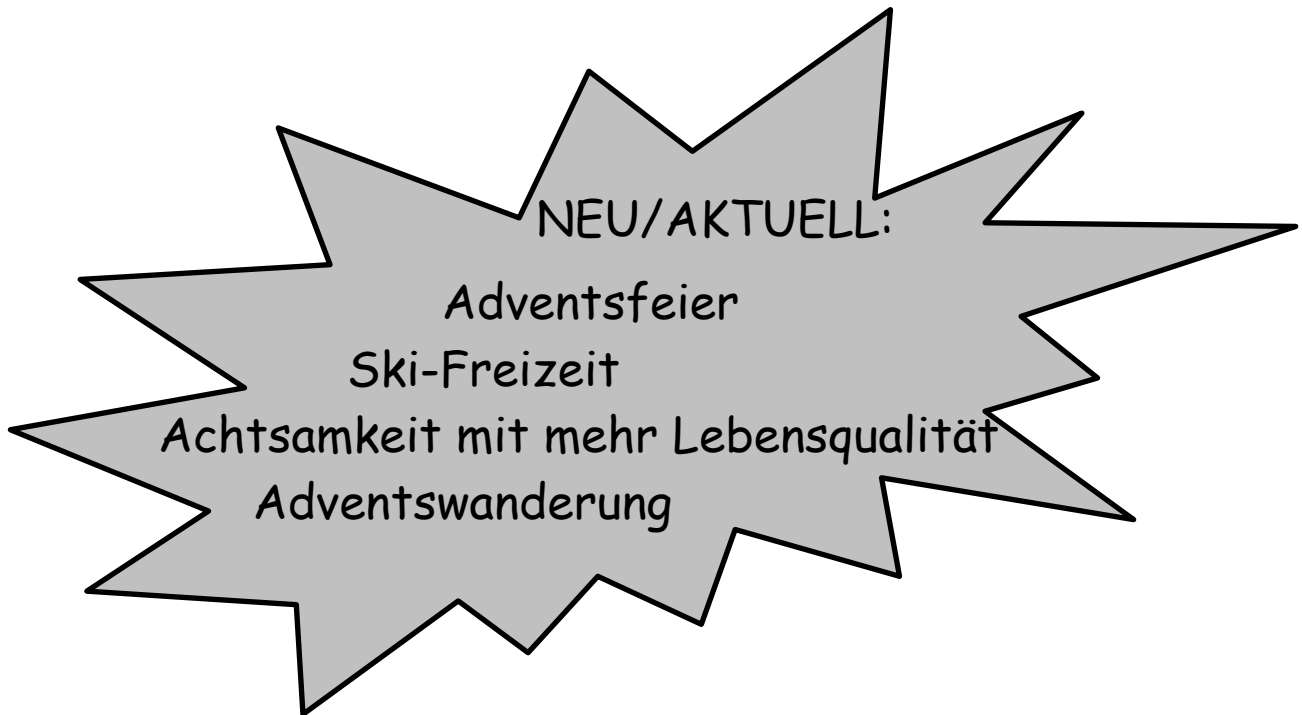 NEU/AKTUELL:
Adventsfeier
Ski-Freizeit
Achtsamkeit mit mehr Lebensqualität
Adventswanderung